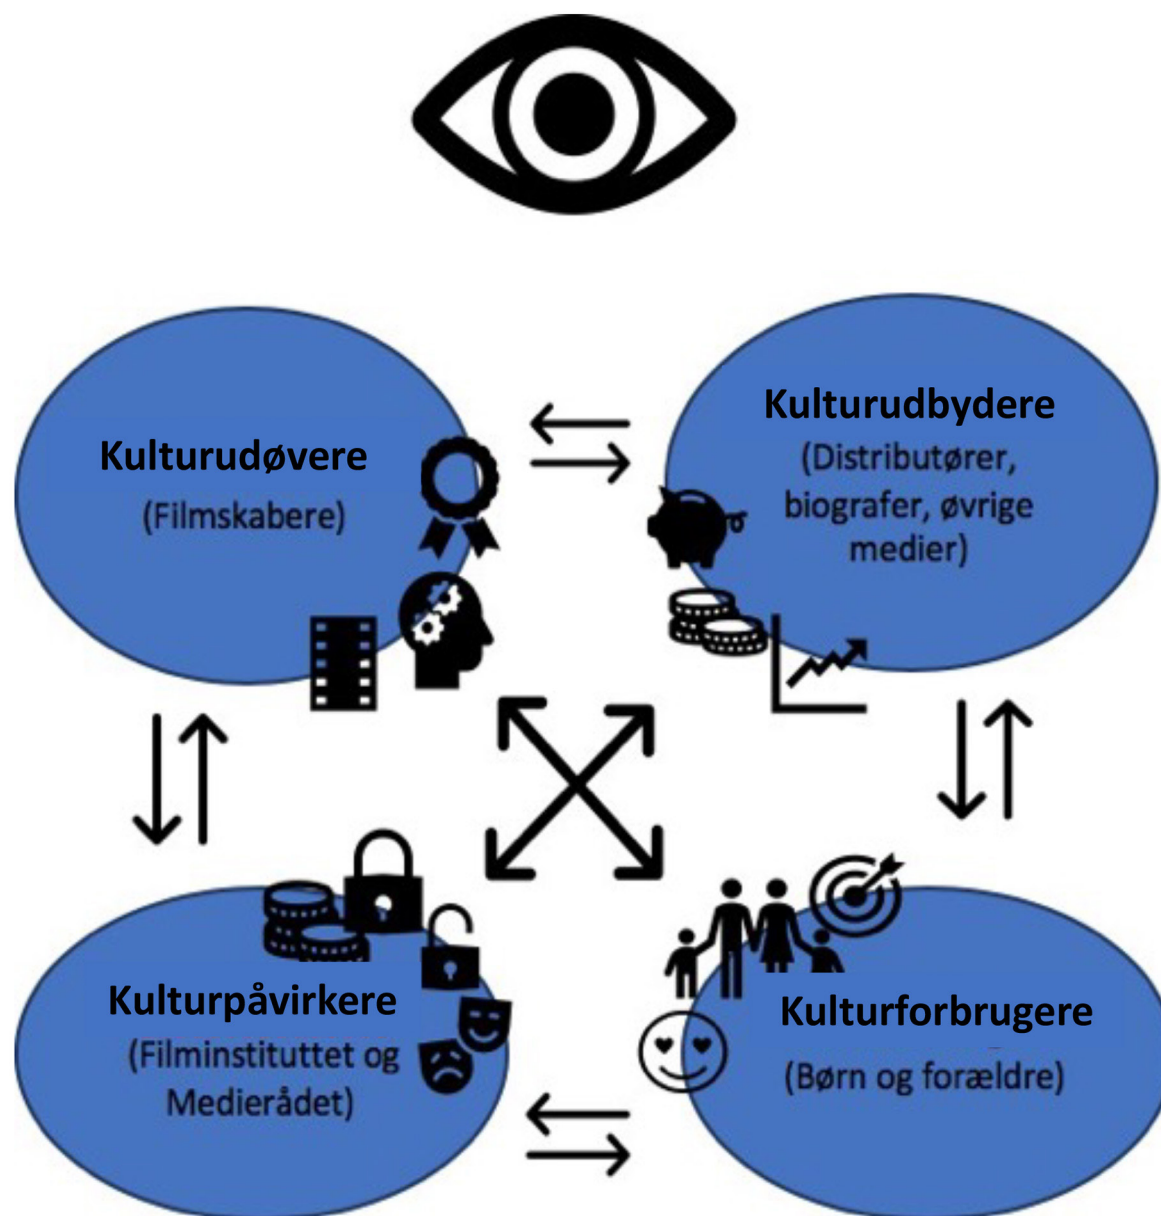 Kulturudøvere
(Filmskabere)
Kulturudbydere
(Distributører,
biografer, øvrige
medier)
Kulturpåvirkere
(Filminstituttet og
Medierådet)
Kulturforbrugere
(Børn og forældre)